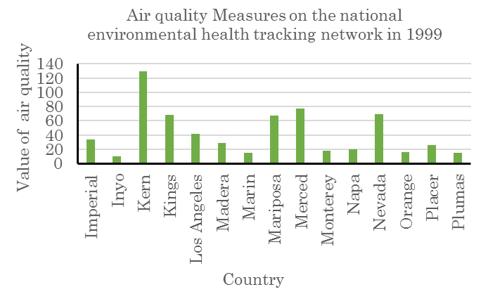 Air quality Measures on the national
environmental health tracking network in 1999
Value of air quality
140
120
100
80
60
40
20
0
Imperial
Inyo
Kern
Kings
Los Angeles
Madera
Marin
Mariposa
Merced
Monterey
Napa
Nevada
Orange
Placer
Plumas
Country